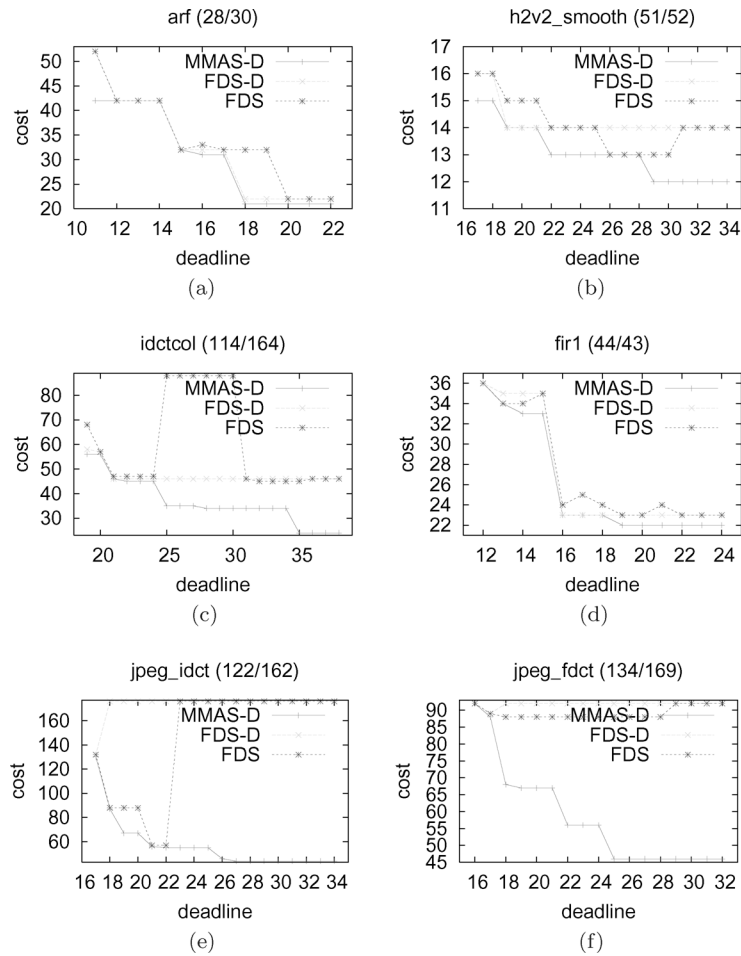 arf (28/30)
50
45
40
35
30
25
20
10 12 14 16 18 20 22
cost
deadline
MMAS-D
FDS-D
FDS
(a)
h2v2_smooth (51/52)
17
16
15
14
13
12
11
16 18 20 22 24 26 28 30 32 34
cost
deadline
MMAS-D
FDS-D
FDS
(b)
idctcol (114/164)
80
70
60
50
40
30
20 25 30 35
cost
deadline
MMAS-D
FDS-D
FDS
(c)
fir1 (44/43)
36
34
32
30
28
26
24
22
12 14 16 18 20 22 24
cost
deadline
MMAS-D
FDS-D
FDS
(d)
jpeg_idct (122/162)
160
140
120
100
80
60
16 18 20 22 24 26 28 30 32 34
cost
deadline
MMAS-D
FDS-D
FDS
(e)
jpeg_fdct (134/169)
90
85
80
75
70
65
60
55
50
45
16 18 20 22 24 26 28 30 32
cost
deadline
MMAS-D
FDS-D
FDS
(f)